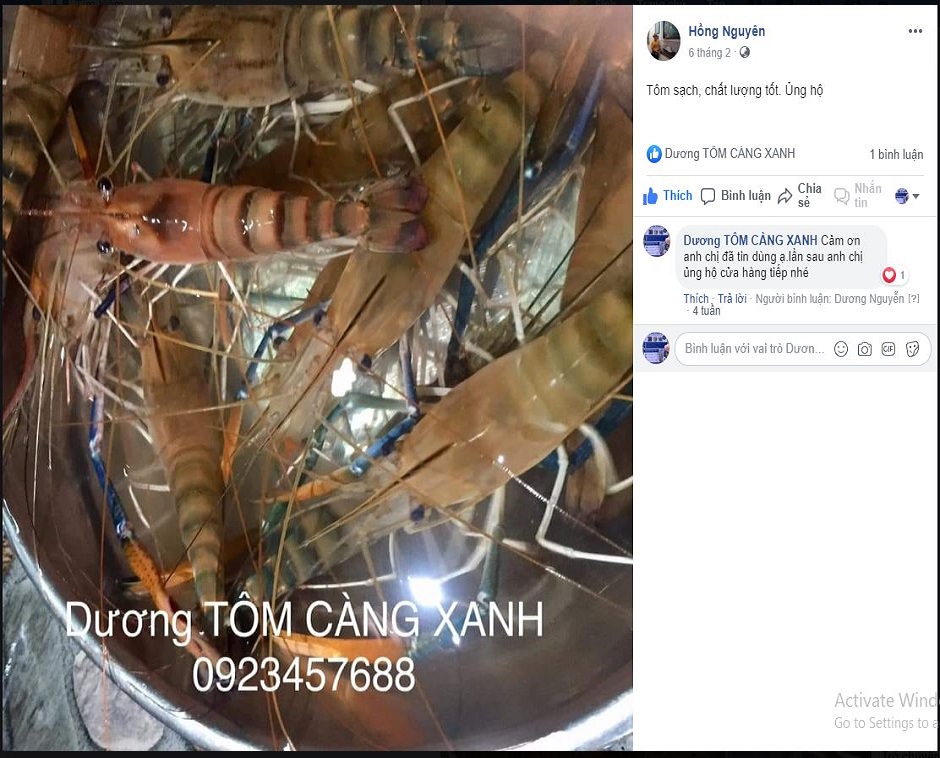 Dương TÔM CÀNG XANH
0923457688
Hồng Nguyên
6 tháng 2 ·
Tôm sạch, chất lượng tốt. Ủng hộ
Dương TÔM CÀNG XANH
1 bình luận
Thích
Bình luận
Chia sẻ
Nhắn tin
Dương TÔM CÀNG XANH Cảm ơn
anh chị đã tin dùng ạ.lần sau anh chị
ủng hộ cửa hàng tiếp nhé
1
Thích · Trả lời · Người bình luận: Dương Nguyễn [?]
· 4 tuần
Bình luận với vai trò Dươn...
GIF
Activate Wind
Go to Settings to a